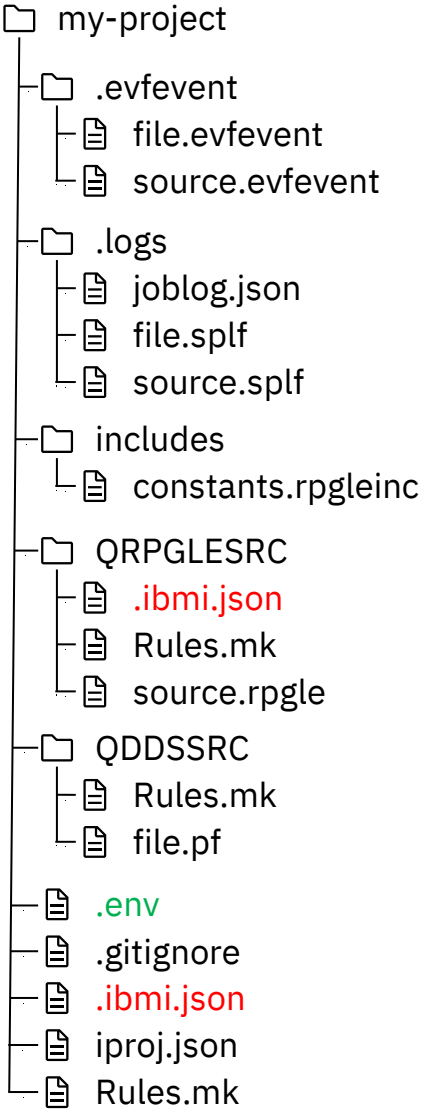 my-project
.evfevent
file.evfevent
source.evfevent
.logs
joblog.json
file.splf
source.splf
includes
constants.rpgleinc
QRPGLESRC
.ibmi.json
Rules.mk
source.rpgle
QDDSSRC
Rules.mk
file.pf
.env
.gitignore
.ibmi.json
iproj.json
Rules.mk